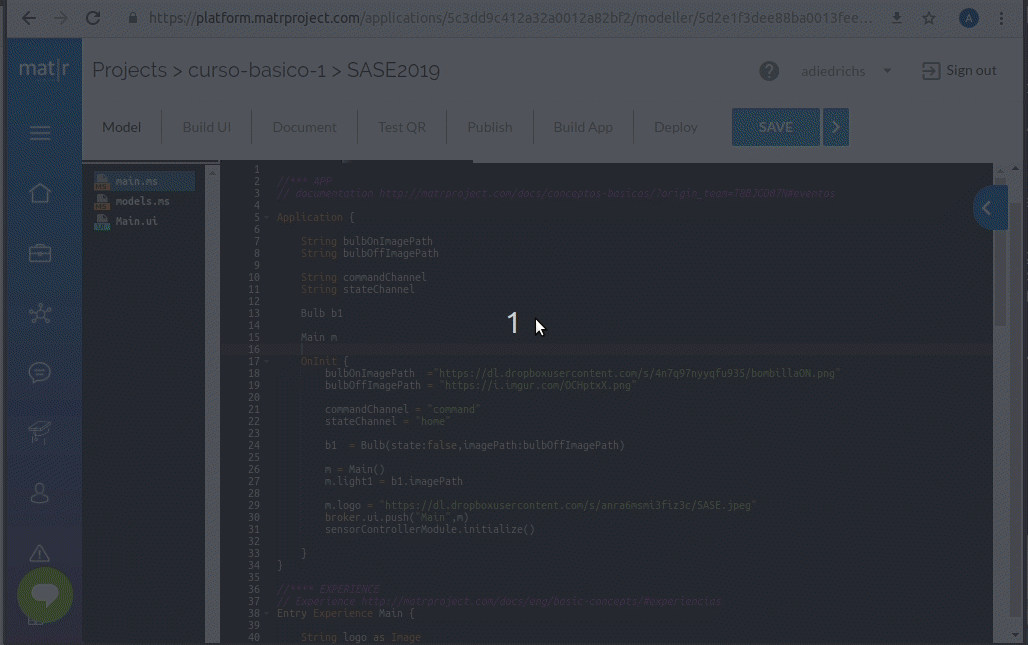 https://platform.matrproject.com/applications/5c3dd9c412a32a0012a82bf2/modeller/5d2e1f3dee88ba0013fee...
A
mat|r
Projects > curso-basico-1 > SASE2019
?
adledrichs
Sign out
Model
Build UI
Document
Test QR
Publish
Build App
Deploy
SAVE
main.ms
models.ms
Main.ui
1
1
2 //*** APP
3 // documentation http://matrproject.com/docs/conceptos-basicos/
4
5 Application {
6
7 String bulbOnImagePath
8 String bulbOffImagePath
9
10 String commandChannel
11 String stateChannel
12
13 Bulb b1
14
15 Main m
16
17 OnInit {
18 bulbOnImagePath ="https://dl.dropboxusercontent.com/s/4n7q97nyyqfu935/bombillaON.png"
19 bulbOffImagePath = "https://i.imgur.com/OCHptxX.png"
20
21 commandChannel = "command"
22 stateChannel = "home"
23
24 b1 = Bulb(state:false,imagePath:bulbOffImagePath)
25
26 m = Main()
27 m.light1 = b1.imagePath
28
29 m.logo = "https://dl.dropboxusercontent.com/s/anra6msmi3fiz3c/SASE.jpeg"
30 broker.ui.push("Main",m)
31 sensorControllerModule.initialize()
32
33 }
34 }
35
36 //**** EXPERIENCE
37 // Experience http://matrproject.com/docs/eng/basic-concepts/#experiencies
38 Entry Experience Main {
39
40 String logo as Image